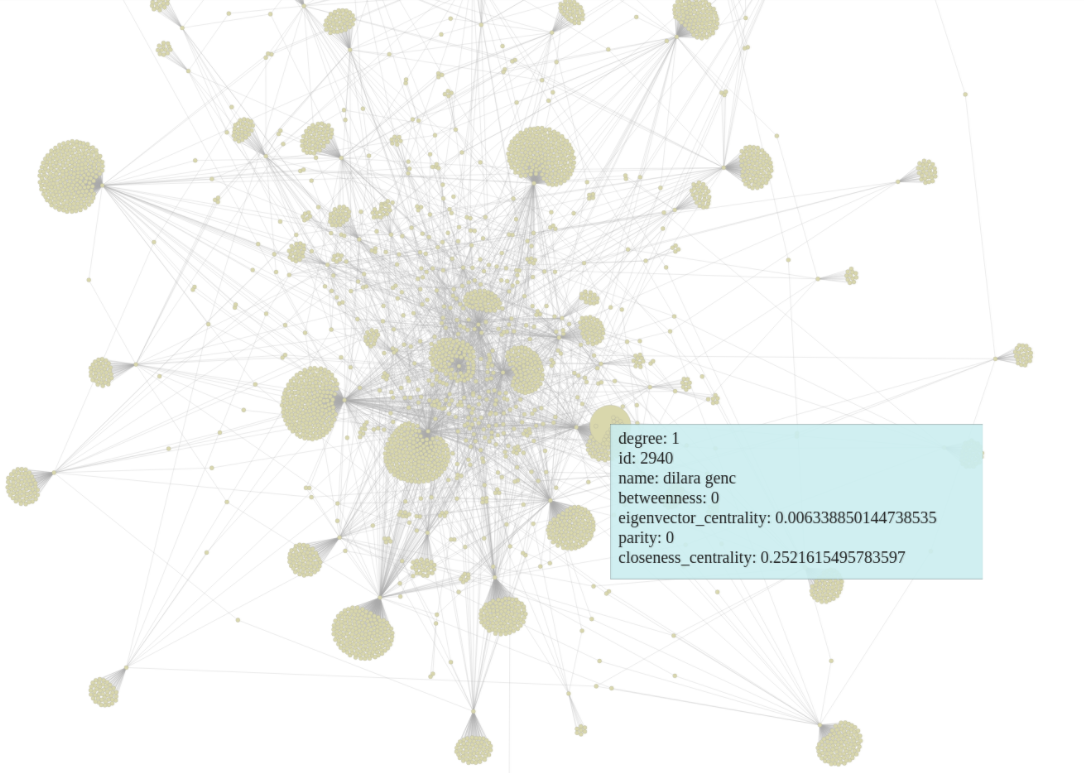 degree: 1
id: 2940
name: dilara genc
betweenness: 0
eigenvector_centrality: 0.006338850144738535
parity: 0
closeness_centrality: 0.2521615495783597